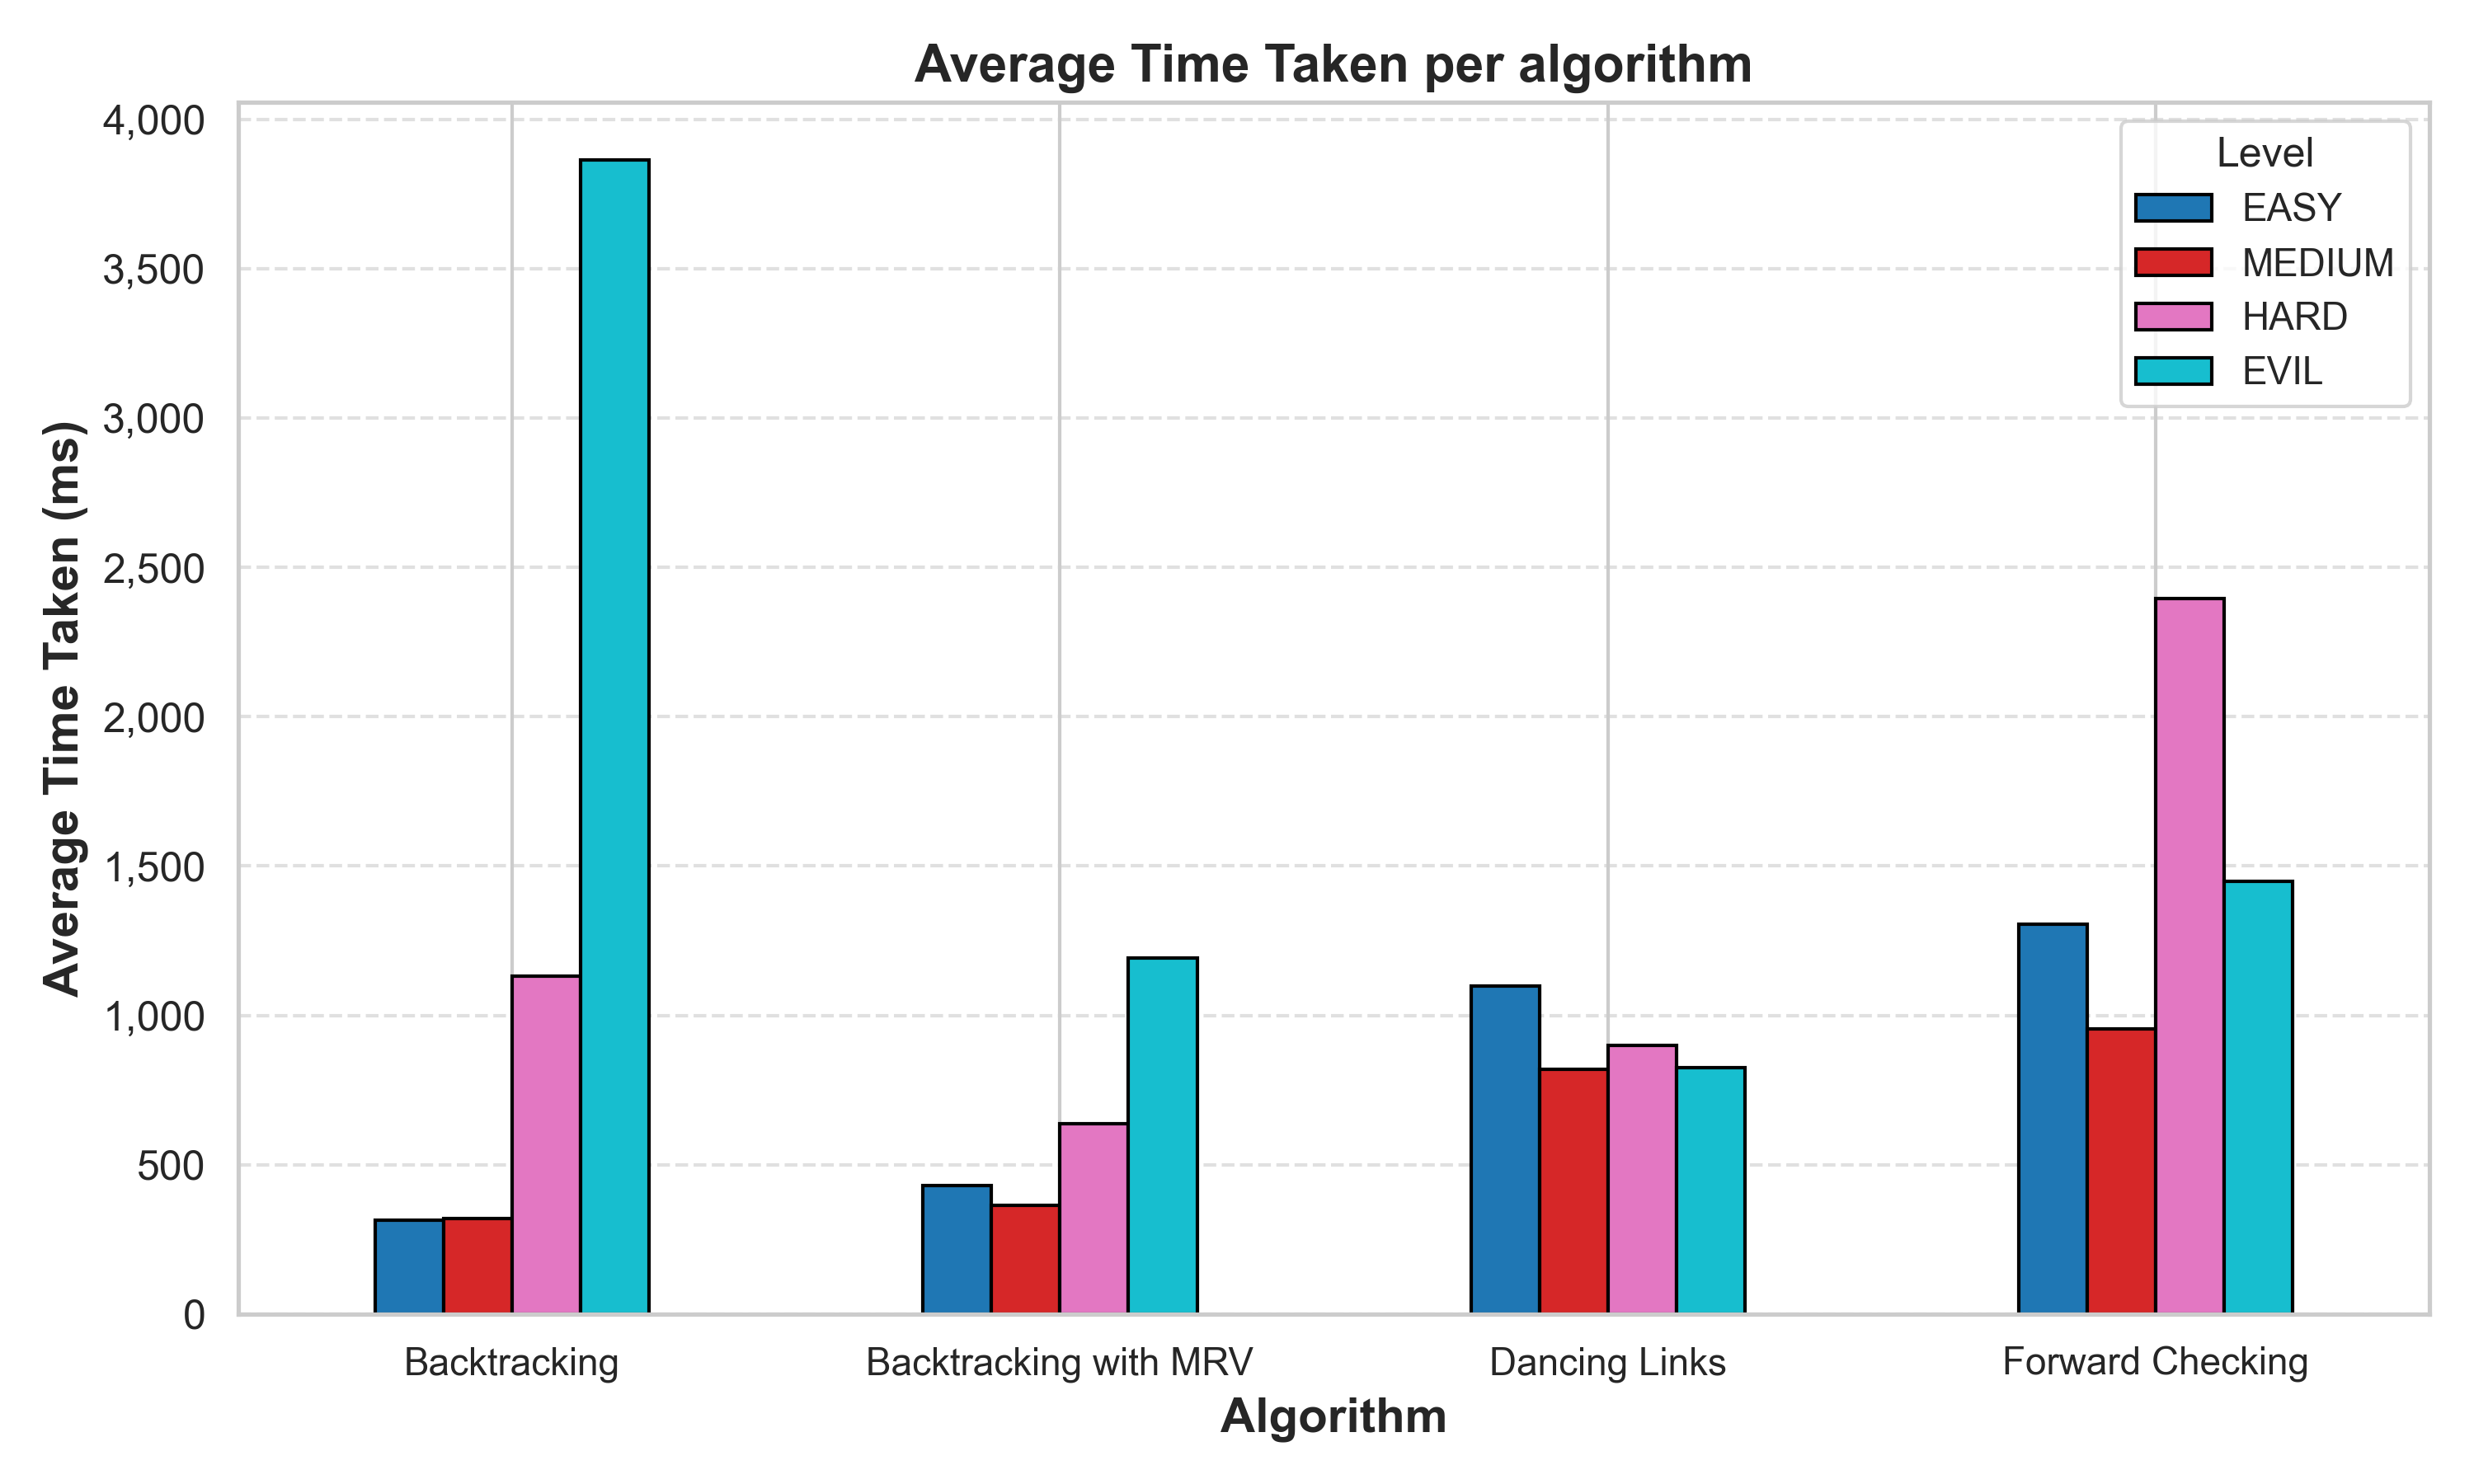 Average Time Taken per algorithm
4,000
3,500
3,000
2,500
2,000
1,500
1,000
500
0
Average Time Taken (ms)
Level
EASY
MEDIUM
HARD
EVIL
Backtracking
Backtracking with MRV
Dancing Links
Forward Checking
Algorithm